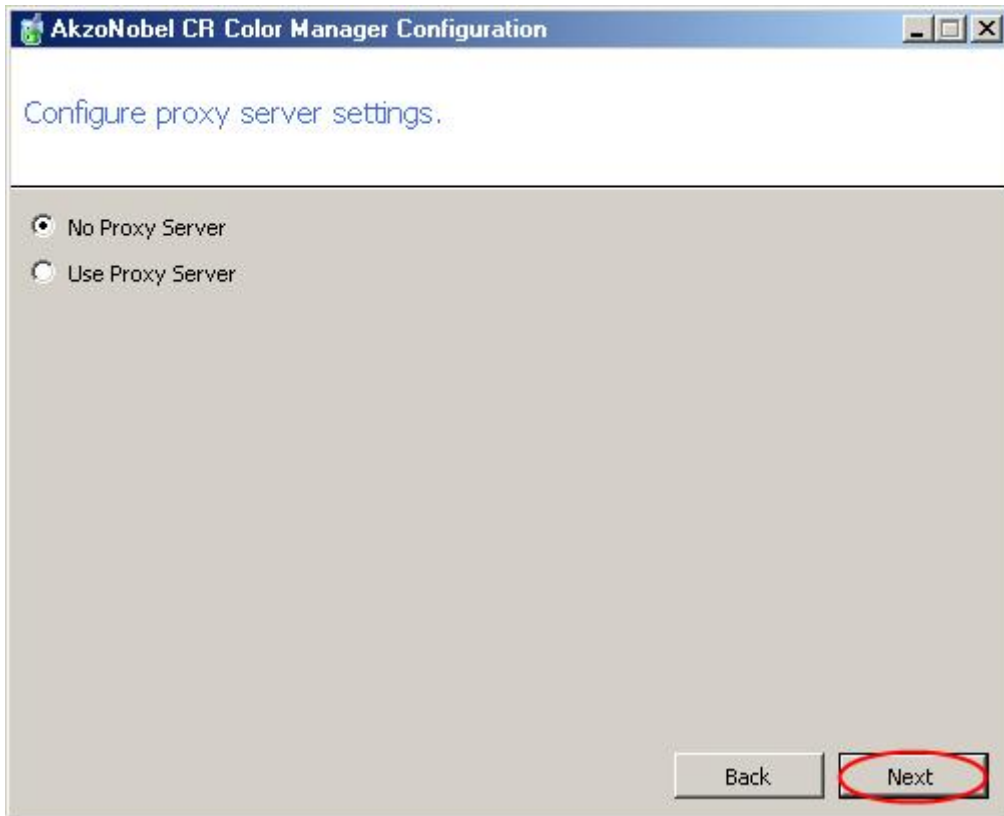 AkzoNobel CR Color Manager Configuration
Configure proxy server settings.
No Proxy Server
Use Proxy Server
Back
Next